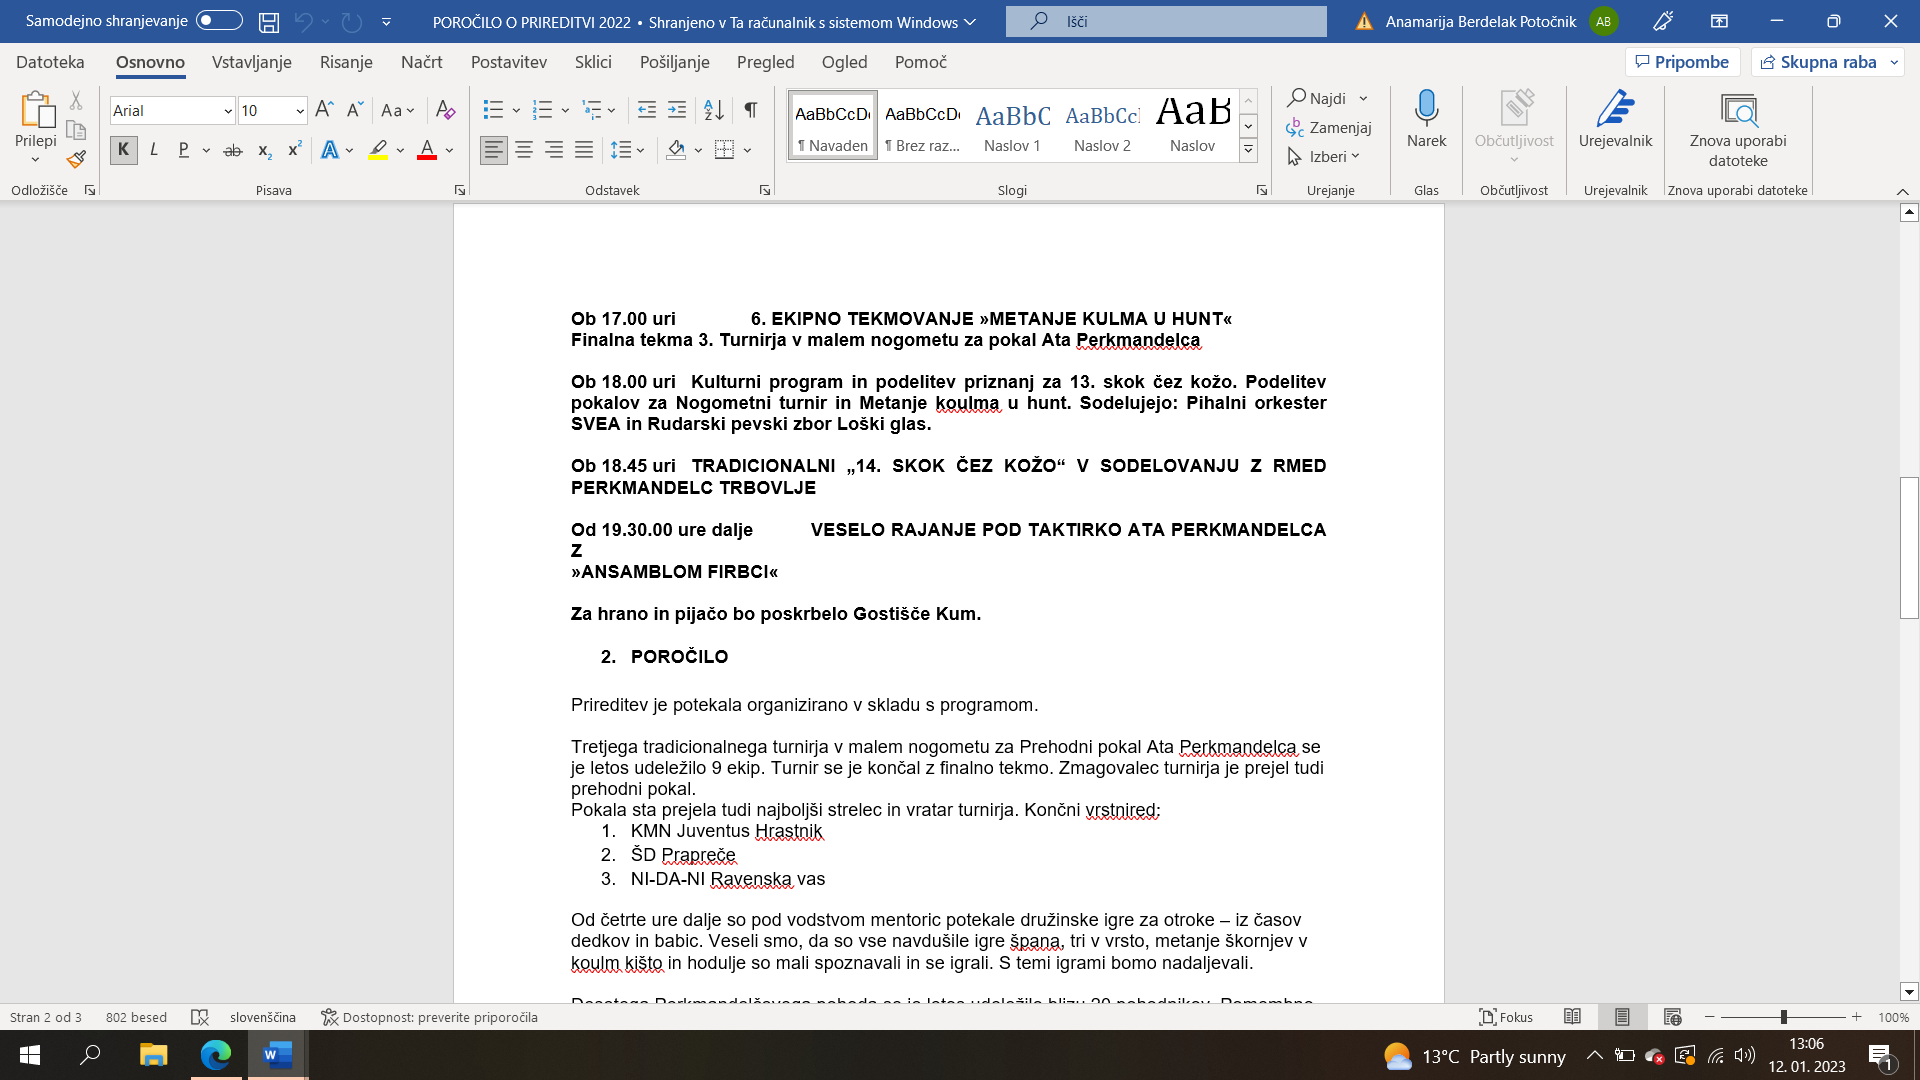 Samodejno shranjevanje
POROČILO O PRIREDITVI 2022 • Shranjeno v Ta računalnik s sistemom Windows
Išči
Anamarija Berdelak Potočnik
AB
Datoteka Osnovno Vstavljanje Risanje Načrt Postavitev Sklici Pošiljanje Pregled Ogled Pomoč
Pripombe
Skupna raba
Prilepi
Odložišče
Arial
10
K L P ab
Pisava
Odstavek
¶ Navaden
¶ Brez raz...
Naslov 1
Naslov 2
Naslov
Slogi
Najdi
Zamenjaj
Izberi
Urejanje
Narek
Glas
Občutljivost
Občutljivost
Urejevalnik
Urejevalnik
Znova uporabi
datoteke
Znova uporabi datoteke
Ob 17.00 uri 6. EKIPNO TEKMOVANJE »METANJE KULMA U HUNT«
Finalna tekma 3. Turnirja v malem nogometu za pokal Ata Perkmandelca
Ob 18.00 uri Kulturni program in podelitev priznanj za 13. skok čez kožo. Podelitev
pokalov za Nogometni turnir in Metanje koulma u hunt. Sodelujejo: Pihalni orkester
SVEA in Rudarski pevski zbor Loški glas.
Ob 18.45 uri TRADICIONALNI „14. SKOK ČEZ KOŽO“ V SODELOVANJU Z RMED
PERKMANDELC TRBOVLJE
Od 19.30.00 ure dalje VESELO RAJANJE POD TAKTIRKO ATA PERKMANDELCA
Z
»ANSAMBLOM FIRBCI«
Za hrano in pijačo bo poskrbelo Gostišče Kum.
2. POROČILO
Prireditev je potekala organizirano v skladu s programom.
Tretjega tradicionalnega turnirja v malem nogometu za Prehodni pokal Ata Perkmandelca se
je letos udeležilo 9 ekip. Turnir se je končal z finalno tekmo. Zmagovalec turnirja je prejel tudi
prehodni pokal.
Pokala sta prejela tudi najboljši strelec in vratar turnirja. Končni vrstnired:
1. KMN Juventus Hrastnik
2. ŠD Prapreče
3. NI-DA-NI Ravenska vas
Od četrte ure dalje so pod vodstvom mentoric potekale družinske igre za otroke – iz časov
dedkov in babic. Veseli smo, da so vse navdušile igre špana, tri v vrsto, metanje škornjev v
koulm kišto in hodulje so mali spoznavali in se igrali. S temi igrami bomo nadaljevali.
Desetega Perkmandelčevega pohoda se je letos udeležilo blizu 20 pohodnikov. Pomembno
Stran 2 od 3 802 besed slovenščina Dostopnost: preverite priporočila
Fokus
100%
13°C Partly sunny
13:06
12. 01. 2023
1